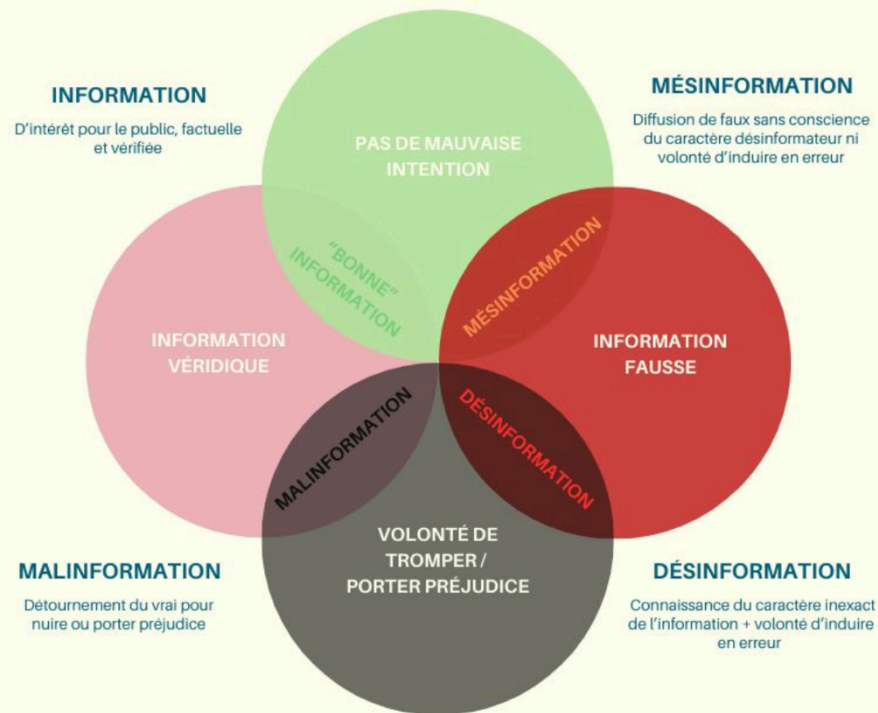 INFORMATION
D'intérêt pour le public, factuelle
et vérifiée
MÉSINFORMATION
Diffusion de faux sans conscience
du caractère désinformateur ni
volonté d'induire en erreur
PAS DE MAUVAISE
INTENTION
"BONNE"
INFORMATION
MÉSINFORMATION
INFORMATION
VÉRIDIQUE
INFORMATION
FAUSSE
MALINFORMATION
DÉSINFORMATION
VOLONTÉ DE
TROMPER /
PORTER PRÉJUDICE
MALINFORMATION
Détournement du vrai pour
nuire ou porter préjudice
DÉSINFORMATION
Connaissance du caractère inexact
de l'information + volonté d'induire
en erreur